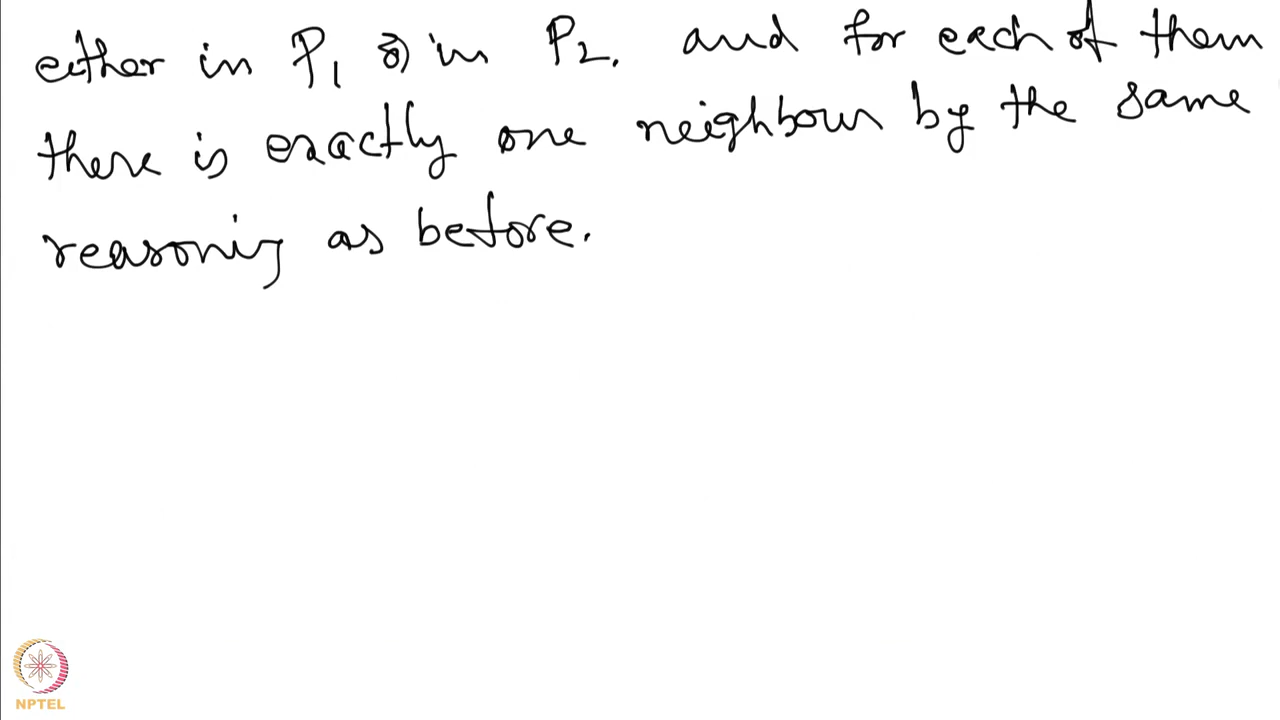 either in P₁ or in P₂. and for each of them
there is exactly one neighbour by the same
reasoning as before.
NPTEL